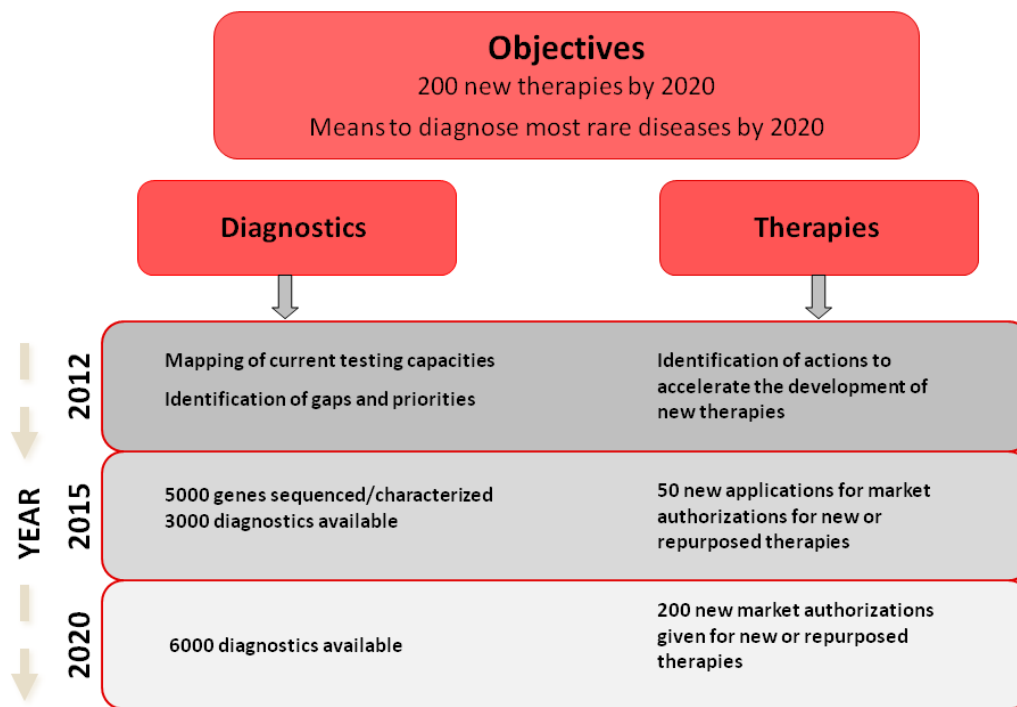 Objectives
200 new therapies by 2020
Means to diagnose most rare diseases by 2020
Diagnostics
Therapies
YEAR
2012
Mapping of current testing capacities
Identification of gaps and priorities
Identification of actions to
accelerate the development of
new therapies
2015
5000 genes sequenced/characterized
3000 diagnostics available
50 new applications for market
authorizations for new or
repurposed therapies
2020
6000 diagnostics available
200 new market authorizations
given for new or repurposed
therapies